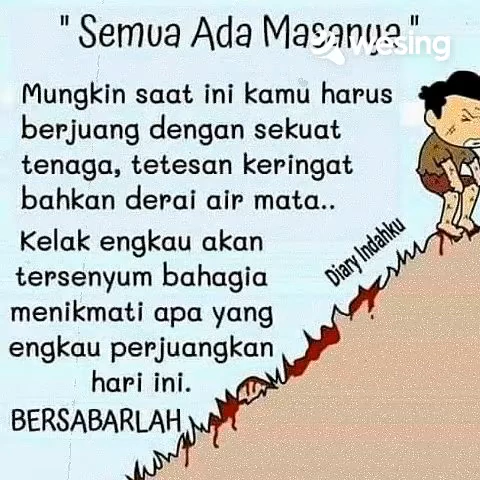 " Semua Ada Masanya "
Wesing
Mungkin saat ini kamu harus
berjuang dengan sekuat
tenaga, tetesan keringat
bahkan derai air mata..
Kelak engkau akan
tersenyum bahagia
menikmati apa yang
engkau perjuangkan
hari ini.
BERSABARLAH
Diary Indahku